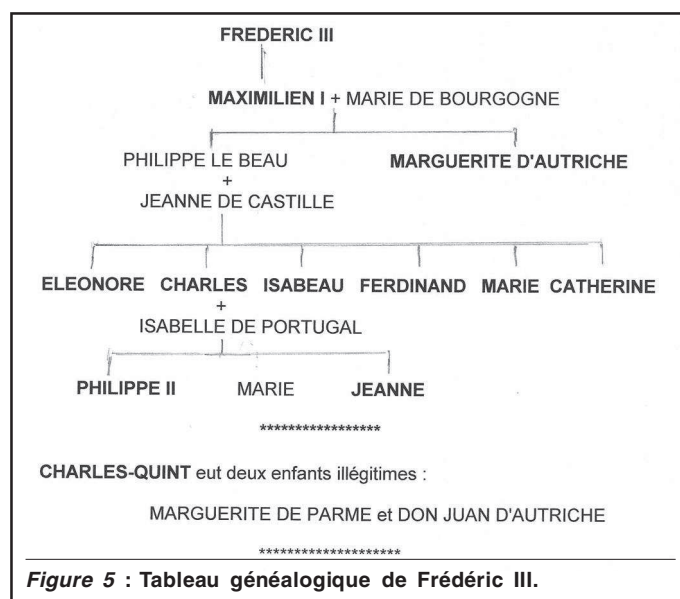 FREDERIC III
MAXIMILIEN I + MARIE DE BOURGOGNE
PHILIPPE LE BEAU MARGUERITE D'AUTRICHE
+
JEANNE DE CASTILLE
ELEONORE CHARLES ISABEAU FERDINAND MARIE CATHERINE
+
ISABELLE DE PORTUGAL
PHILIPPE II MARIE JEANNE
*****************
CHARLES-QUINT eut deux enfants illégitimes :
MARGUERITE DE PARME et DON JUAN D'AUTRICHE
********************
Figure 5 : Tableau généalogique de Frédéric III.